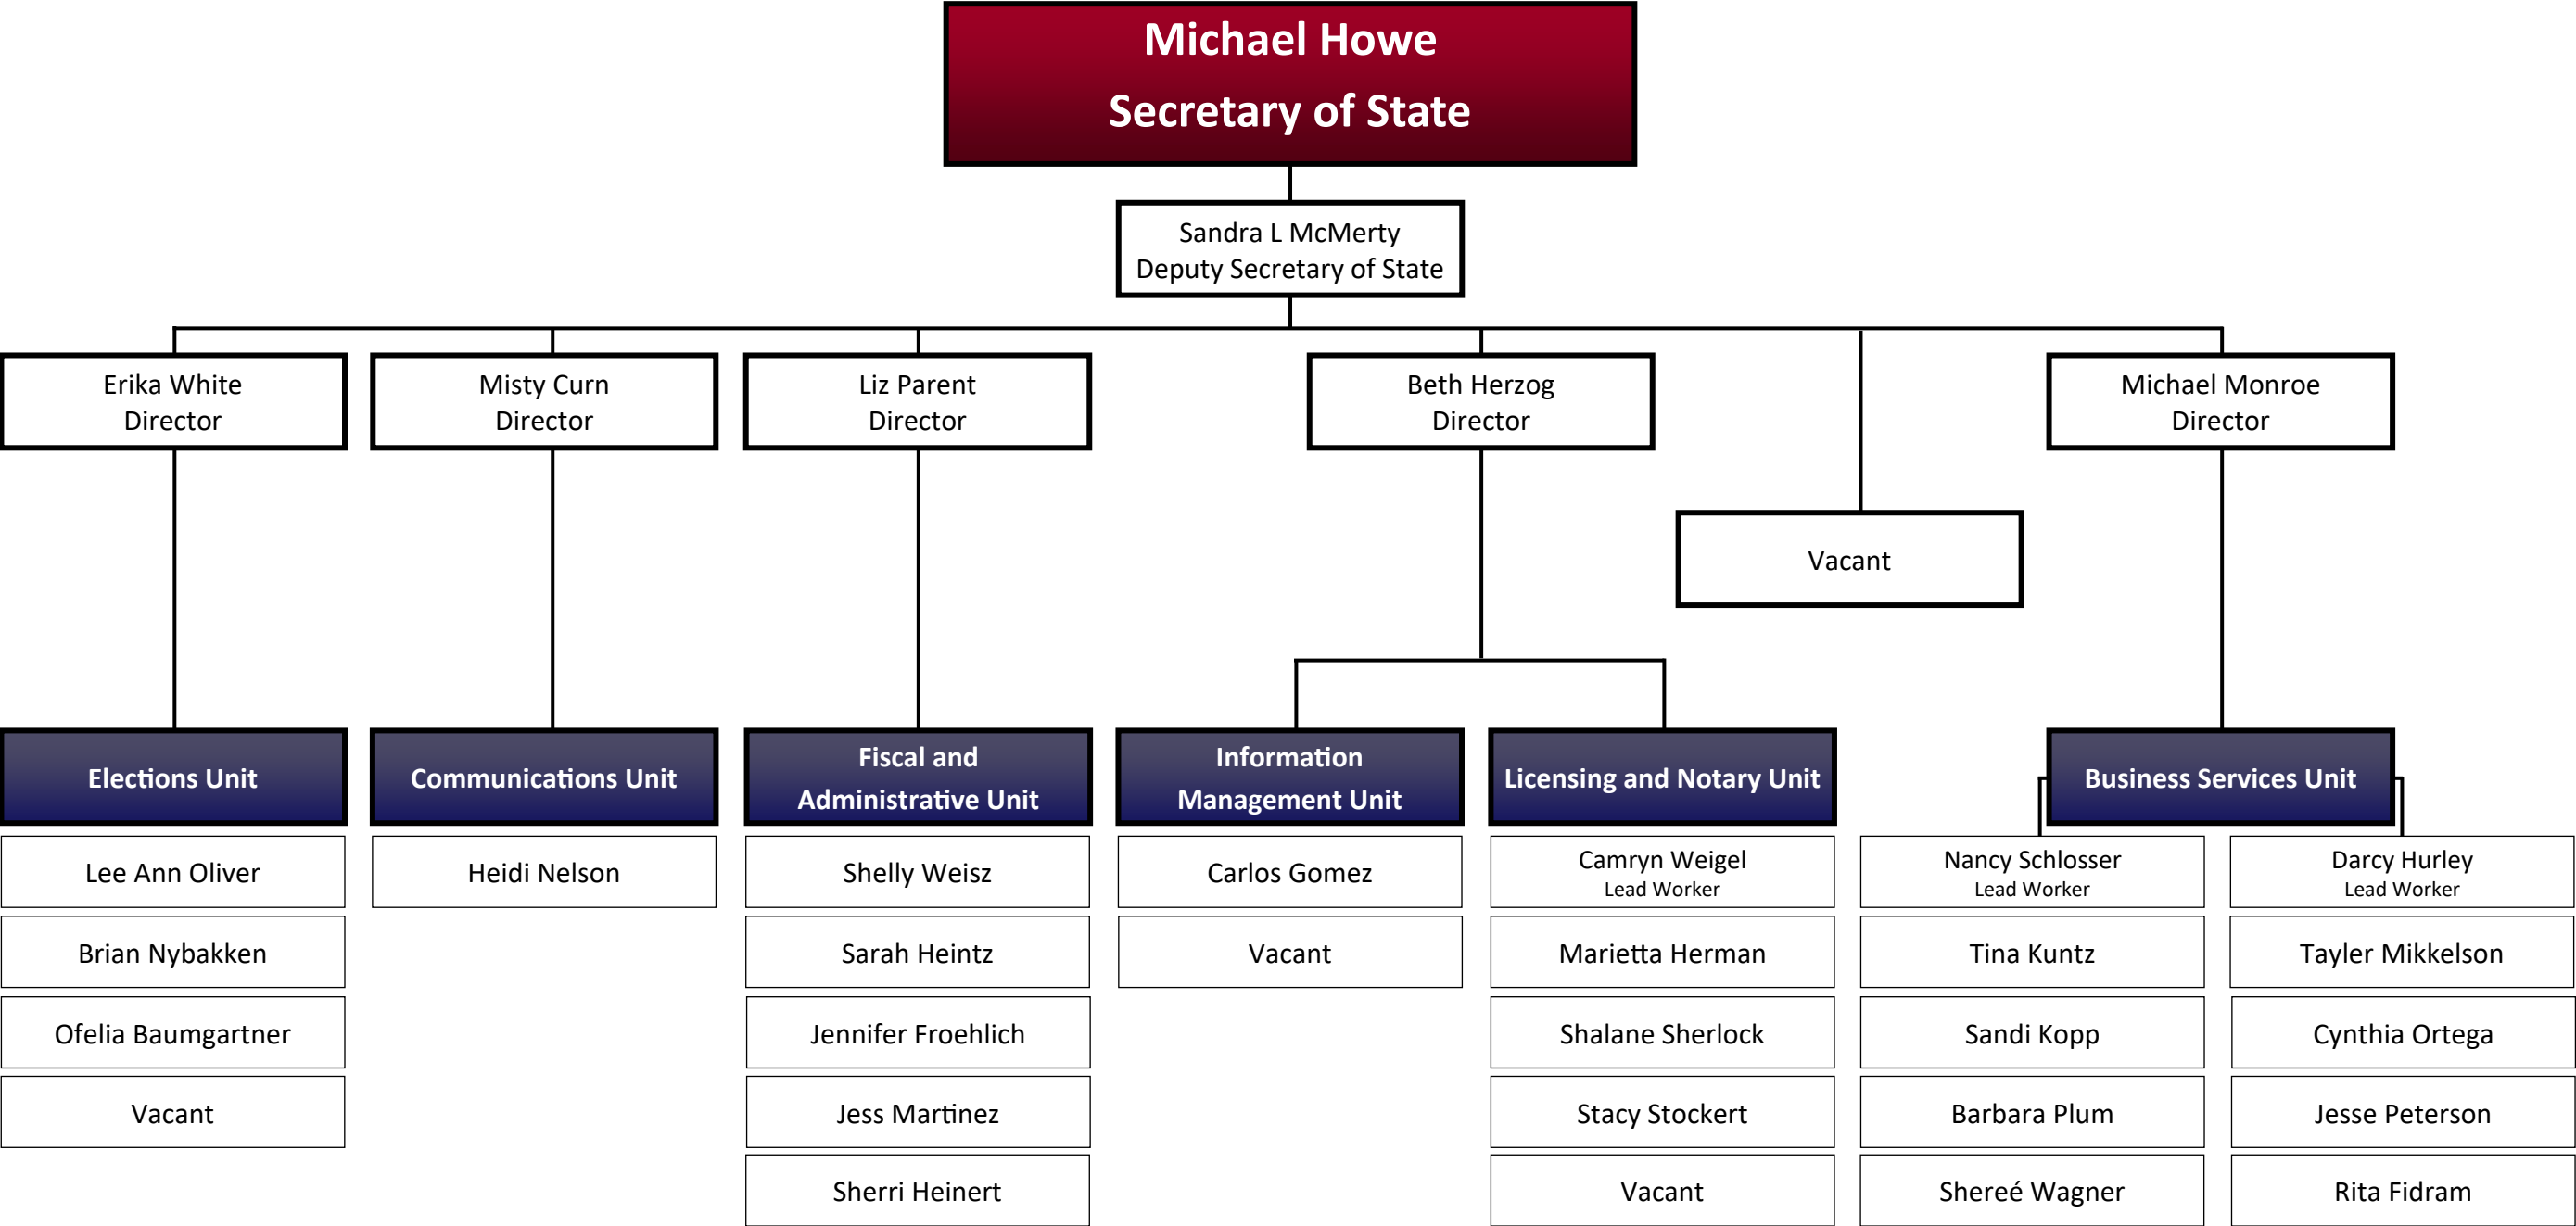 Michael Howe
Secretary of State
Sandra L McMerty
Deputy Secretary of State
Erika White
Director
Misty Curn
Director
Liz Parent
Director
Beth Herzog
Director
Michael Monroe
Director
Vacant
Elections Unit
Lee Ann Oliver
Brian Nybakken
Ofelia Baumgartner
Vacant
Communications Unit
Heidi Nelson
Fiscal and
Administrative Unit
Shelly Weisz
Sarah Heintz
Jennifer Froehlich
Jess Martinez
Sherri Heinert
Information
Management Unit
Carlos Gomez
Vacant
Licensing and Notary Unit
Camryn Weigel
Lead Worker
Marietta Herman
Shalane Sherlock
Stacy Stockert
Vacant
Business Services Unit
Nancy Schlosser
Lead Worker
Tina Kuntz
Sandi Kopp
Barbara Plum
Shereé Wagner
Darcy Hurley
Lead Worker
Tayler Mikkelson
Cynthia Ortega
Jesse Peterson
Rita Fidram